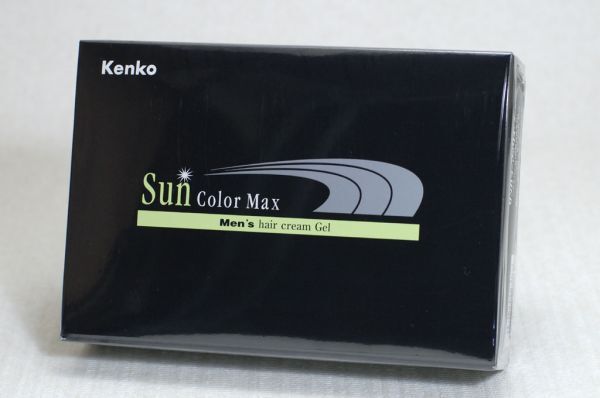 Kenko
Sun Color Max
Men's hair cream Gel